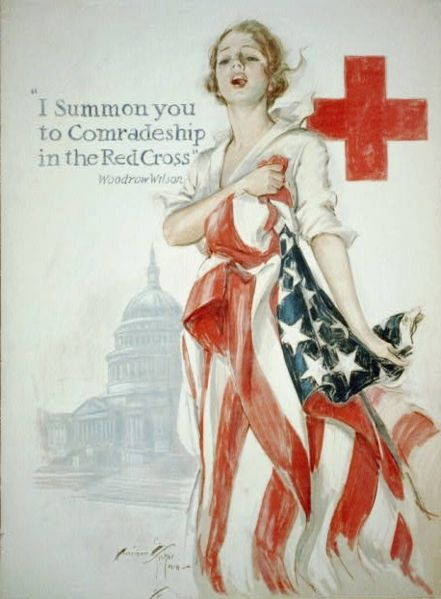 "I Summon you
to Comradeship
in the Red Cross"
Woodrow Wilson